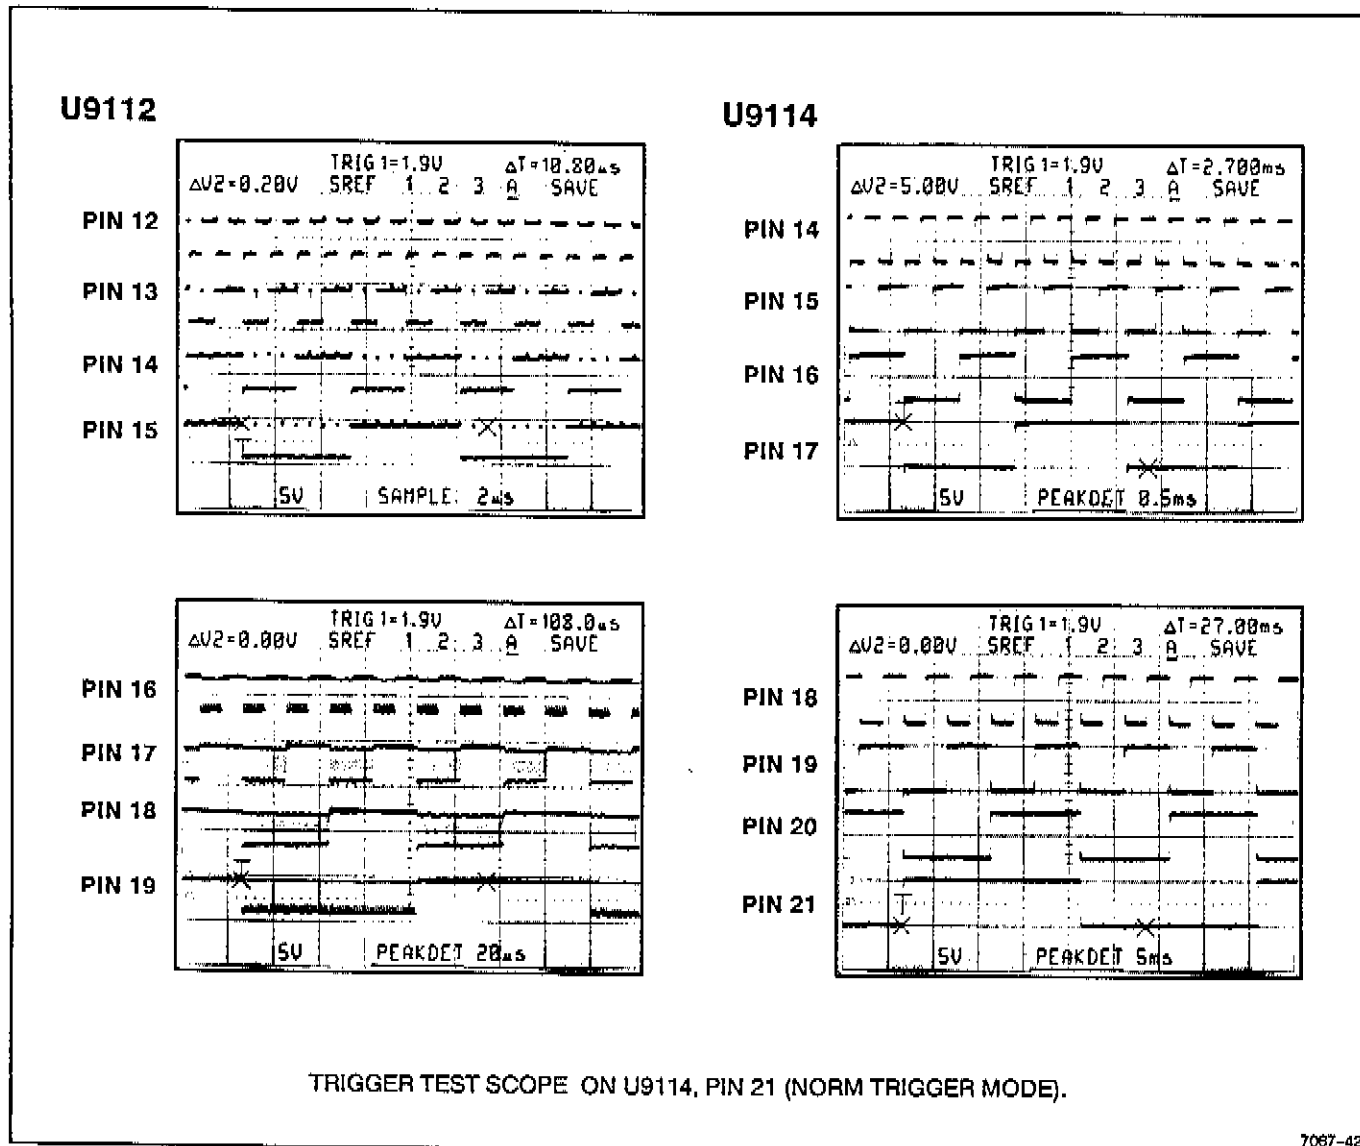 U9112
TRIG 1=1.9V ΔT=10.80µs
ΔV2=0.20V SREF 1 2 3 A SAVE
PIN 12
PIN 13
PIN 14
PIN 15
5V SAMPLE 2µs
U9114
TRIG 1=1.9V ΔT=2.700ms
ΔV2=5.00V SREF 1 2 3 A SAVE
PIN 14
PIN 15
PIN 16
PIN 17
5V PEAKDET 0.5ms
TRIG 1=1.9V ΔT=108.0µs
ΔV2=0.00V SREF 1 2 3 A SAVE
PIN 16
PIN 17
PIN 18
PIN 19
5V PEAKDET 20µs
TRIG 1=1.9V ΔT=27.00ms
ΔV2=0.00V SREF 1 2 3 A SAVE
PIN 18
PIN 19
PIN 20
PIN 21
5V PEAKDET 5ms
TRIGGER TEST SCOPE ON U9114, PIN 21 (NORM TRIGGER MODE).
7067-42